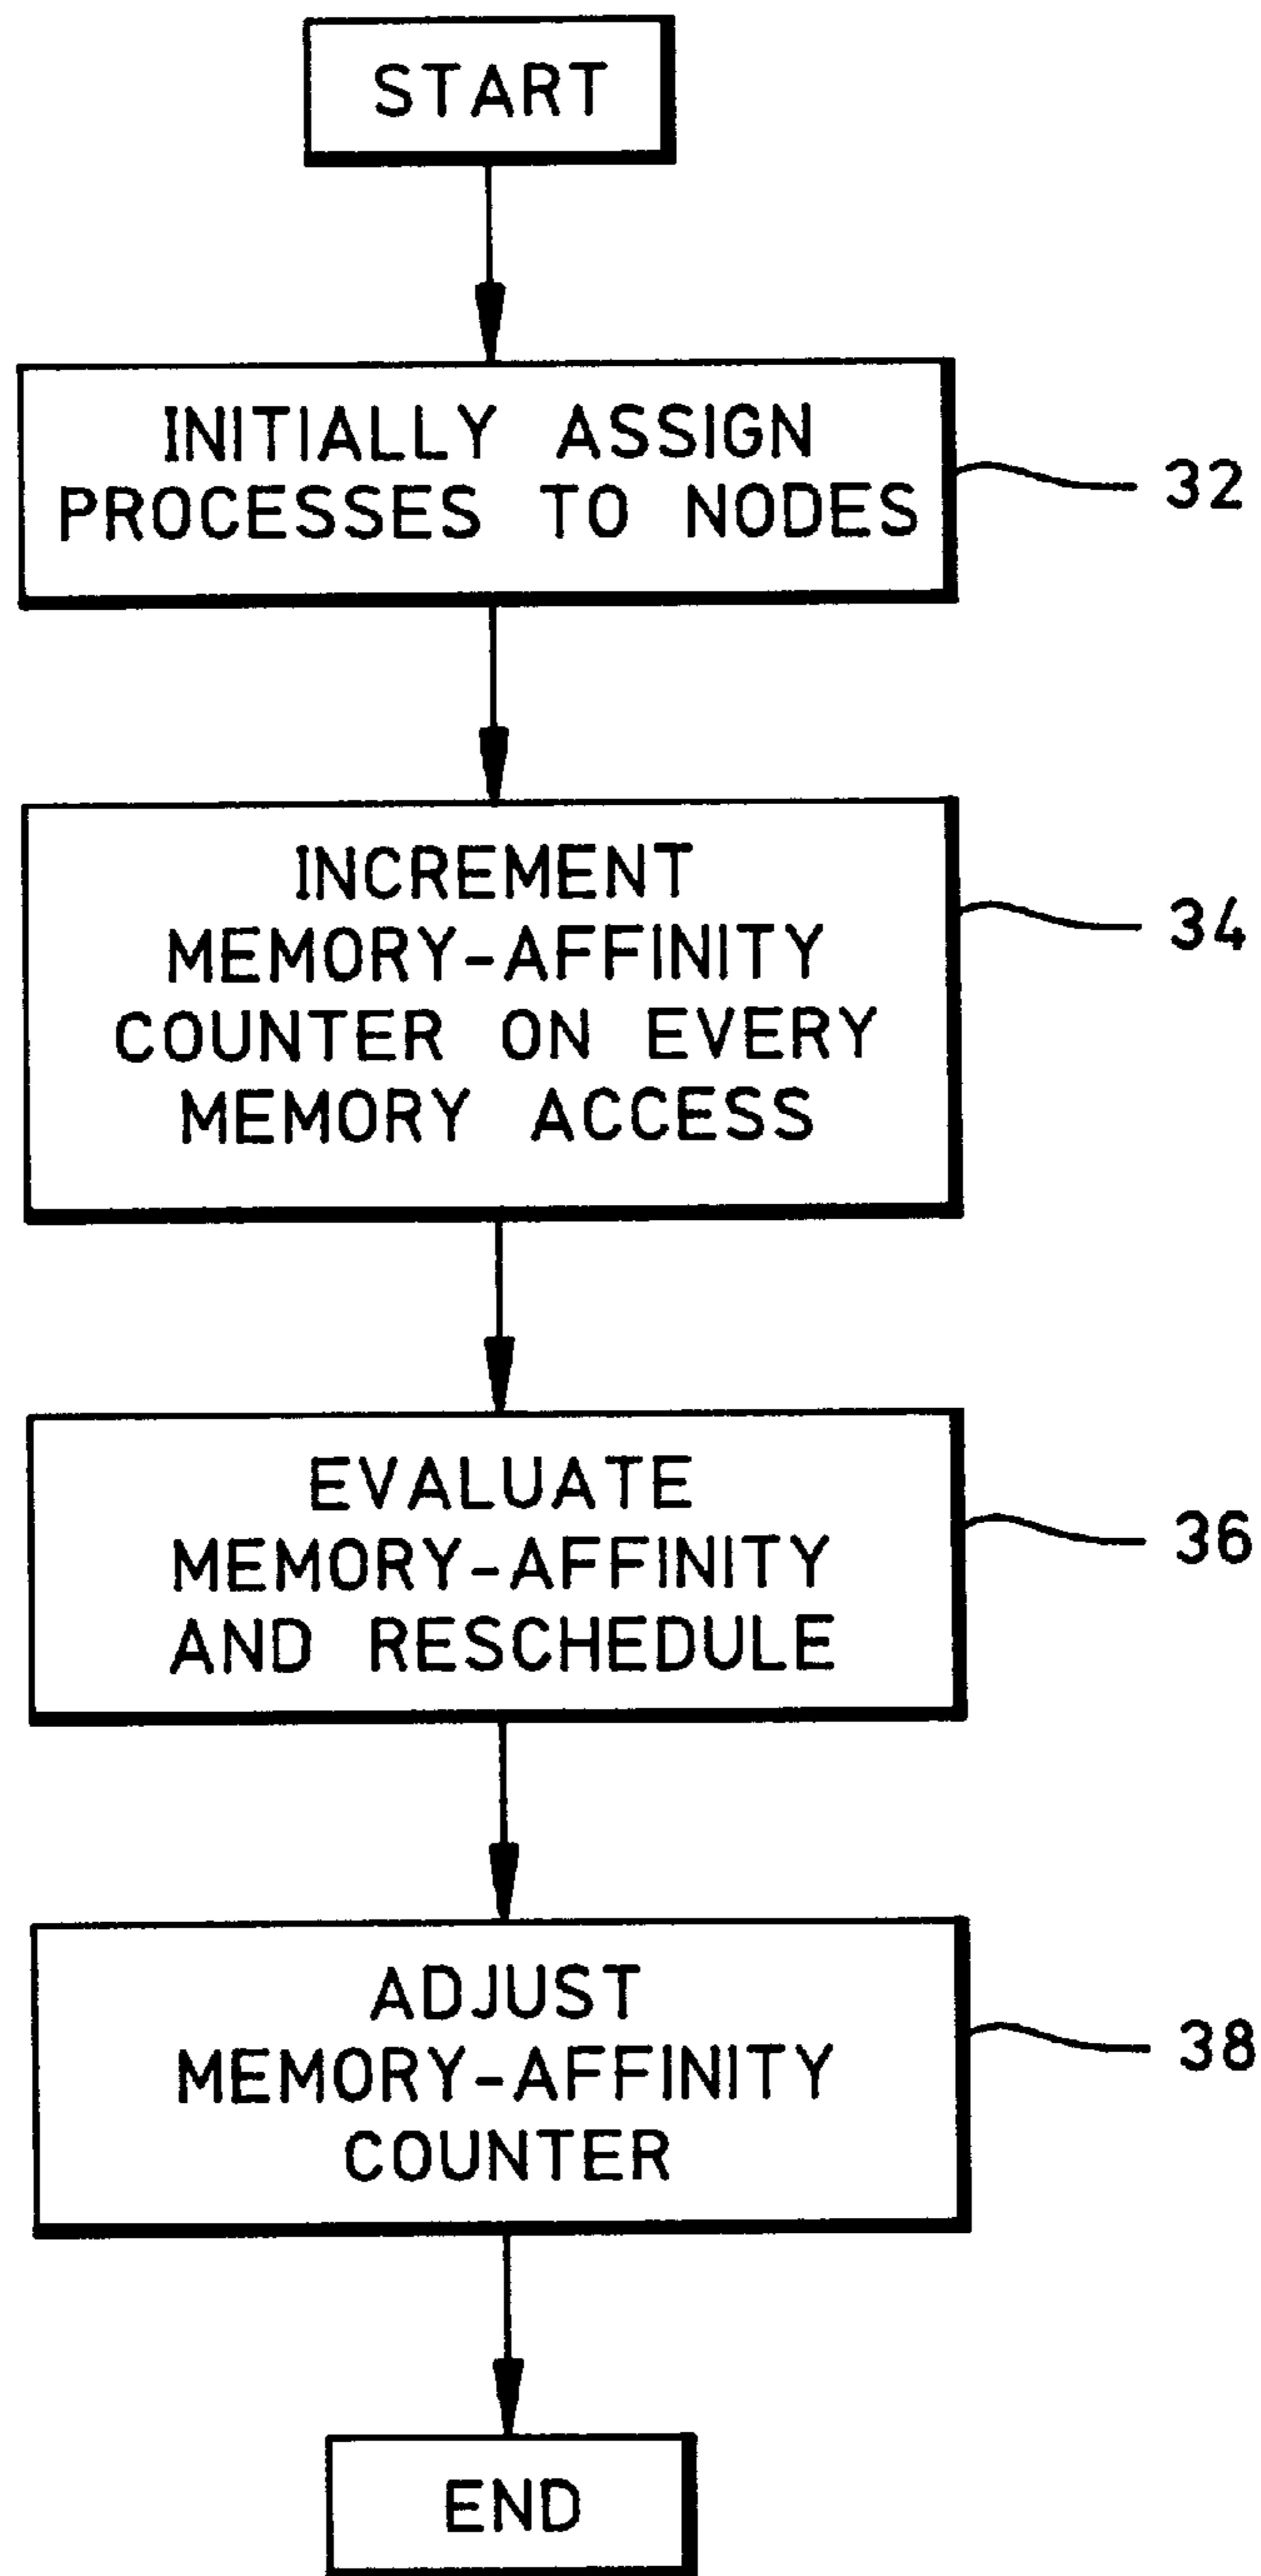 START
INITIALLY ASSIGN
PROCESSES TO NODES
32
INCREMENT
MEMORY-AFFINITY
COUNTER ON EVERY
MEMORY ACCESS
34
EVALUATE
MEMORY-AFFINITY
AND RESCHEDULE
36
ADJUST
MEMORY-AFFINITY
COUNTER
38
END